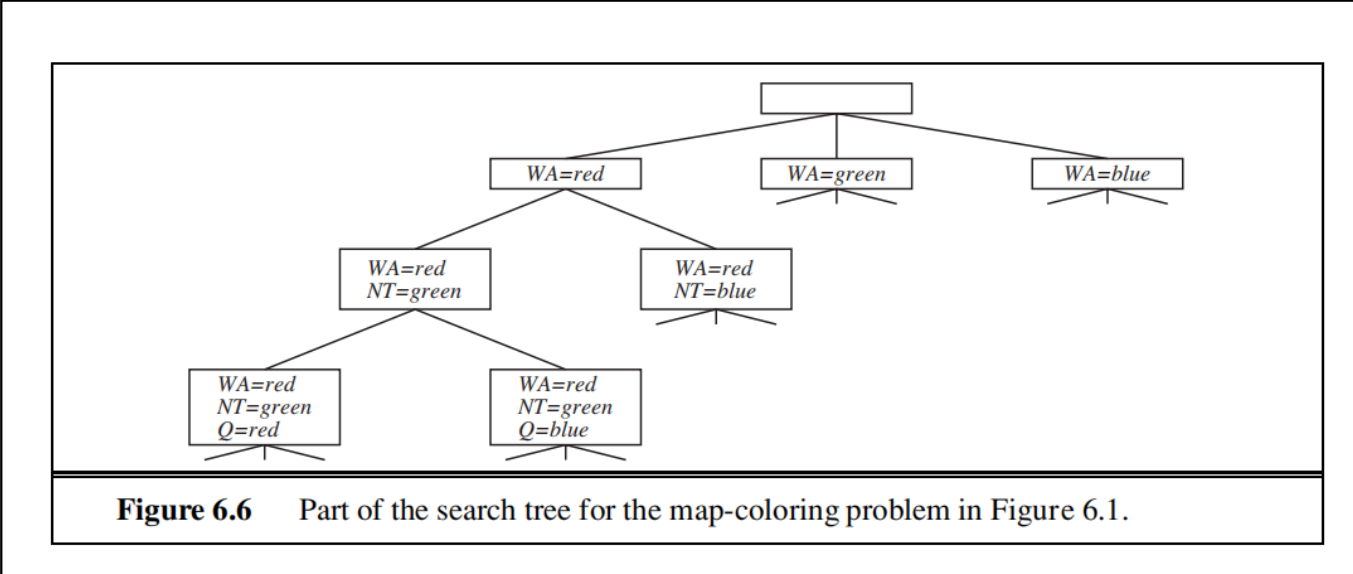 WA=red
WA=green
WA=blue
WA=red
NT=green
WA=red
NT=blue
WA=red
NT=green
Q=red
WA=red
NT=green
Q=blue
Figure 6.6 Part of the search tree for the map-coloring problem in Figure 6.1.